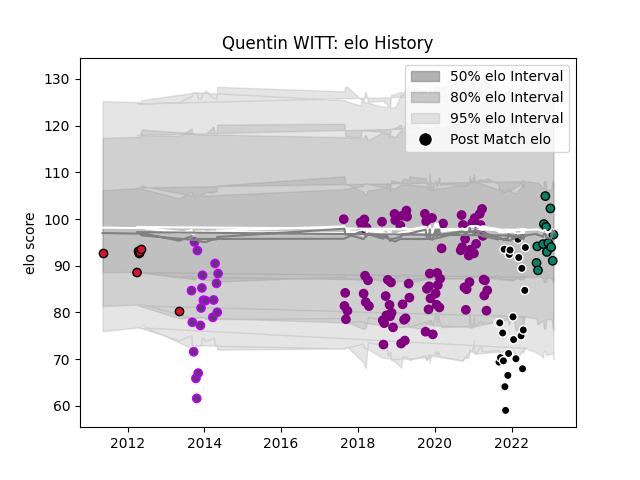 Quentin WITT: elo History
50% elo Interval
80% elo Interval
95% elo Interval
Post Match elo
elo score
130
120
110
100
90
80
70
60
2012 2014 2016 2018 2020 2022